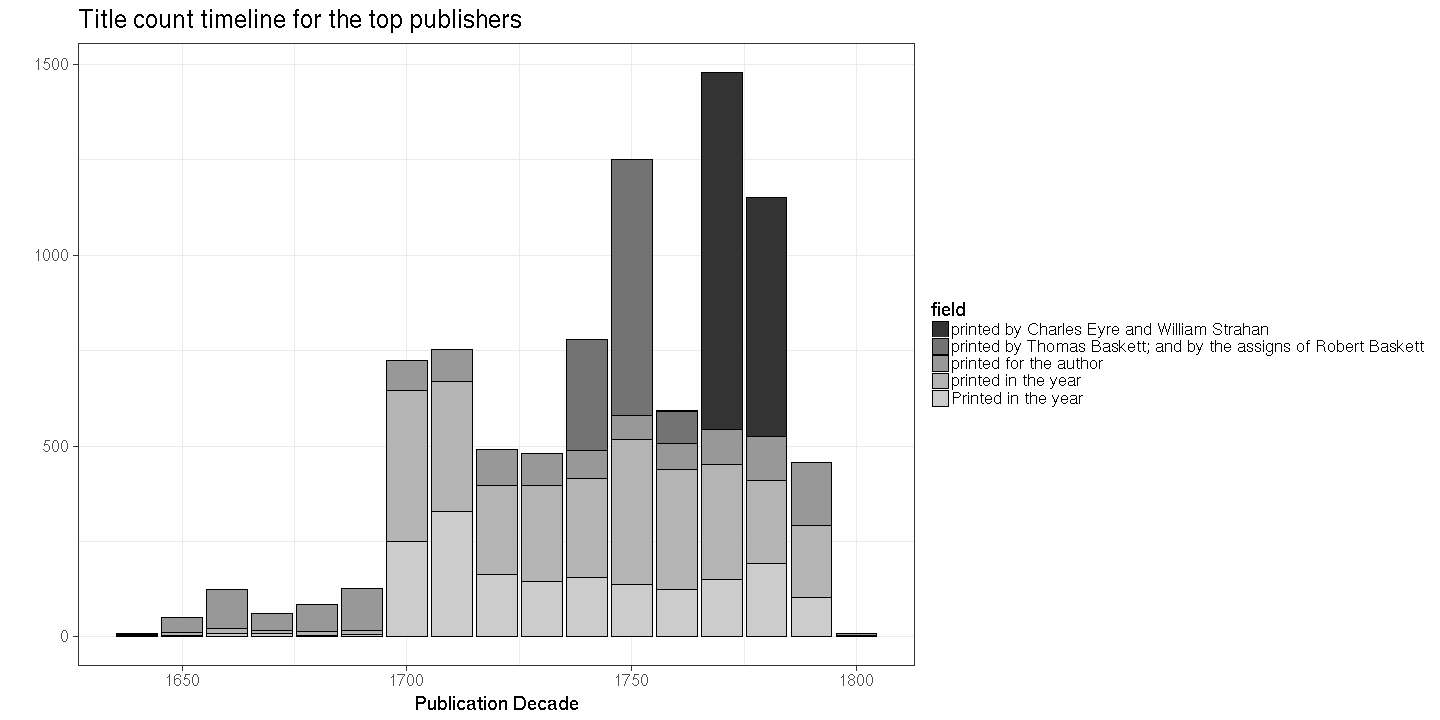 Title count timeline for the top publishers
1500
1000
500
0
1650 1700 1750 1800
Publication Decade
field
printed by Charles Eyre and William Strahan
printed by Thomas Baskett; and by the assigns of Robert Baskett
printed for the author
printed in the year
Printed in the year